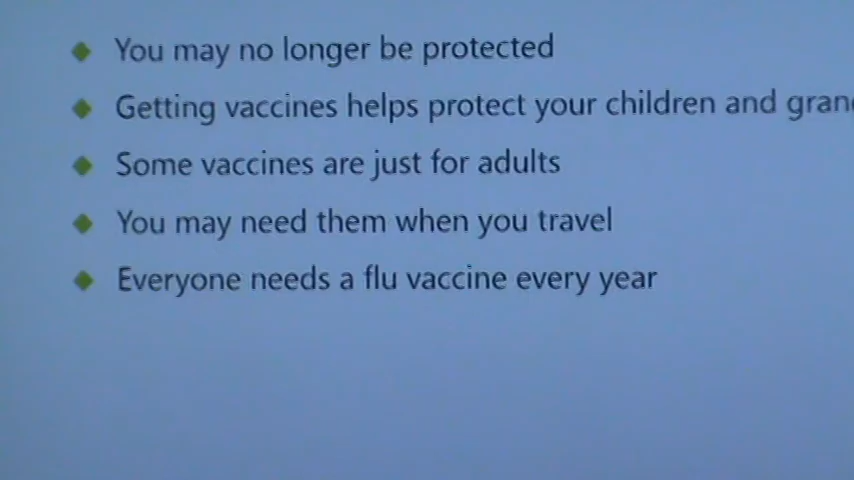 You may no longer be protected
Getting vaccines helps protect your children and
Some vaccines are just for adults
You may need them when you travel
Everyone needs a flu vaccine every year